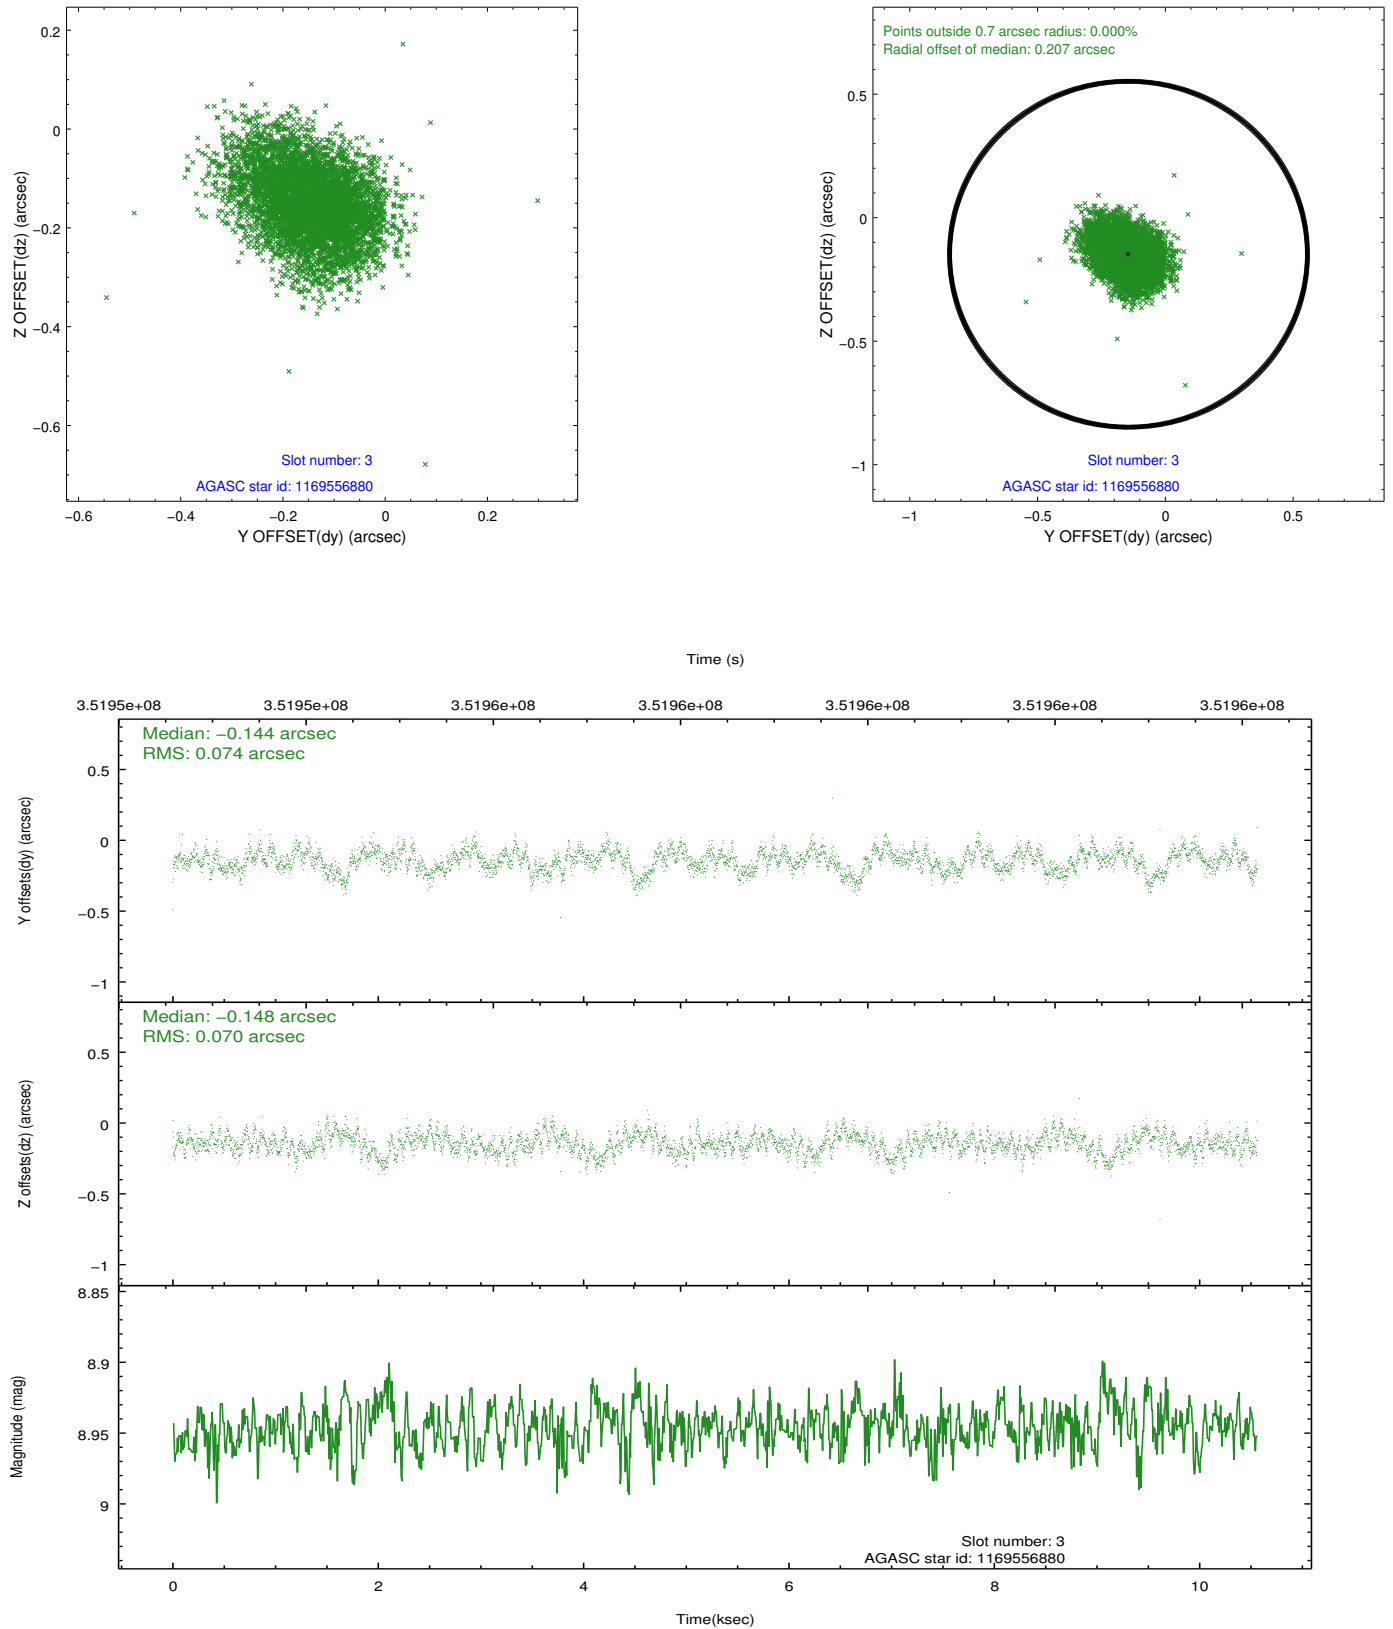 0.2
0
−0.2
−0.4
−0.6
Z OFFSET(dz) (arcsec)
Slot number: 3
AGASC star id: 1169556880
−0.6
−0.4
−0.2
0
0.2
Y OFFSET(dy) (arcsec)
Points outside 0.7 arcsec radius: 0.000%
Radial offset of median: 0.207 arcsec
0.5
0
−0.5
−1
Z OFFSET(dz) (arcsec)
Slot number: 3
AGASC star id: 1169556880
−1
−0.5
0
0.5
Y OFFSET(dy) (arcsec)
Time (s)
3.5195e+08
3.5195e+08
3.5196e+08
3.5196e+08
3.5196e+08
3.5196e+08
3.5196e+08
Median: −0.144 arcsec
RMS: 0.074 arcsec
0.5
0
−0.5
−1
Y offsets(dy) (arcsec)
Median: −0.148 arcsec
RMS: 0.070 arcsec
0.5
0
−0.5
−1
Z offsets(dz) (arcsec)
8.85
8.9
8.95
9
Magnitude (mag)
Slot number: 3
AGASC star id: 1169556880
0
2
4
6
8
10
Time(ksec)